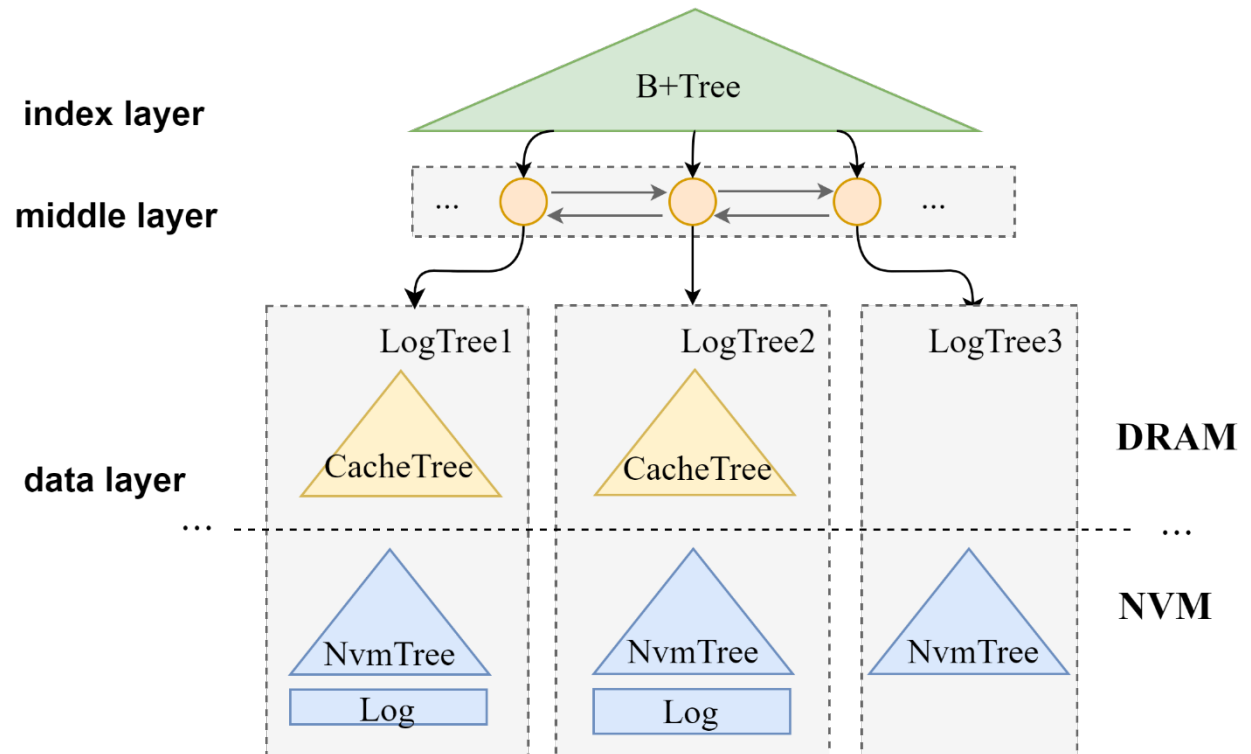 B+Tree
index layer
... ...
middle layer
LogTree1 LogTree2 LogTree3
DRAM
CacheTree CacheTree
data layer
... ...
NVM
NvmTree NvmTree NvmTree
Log Log